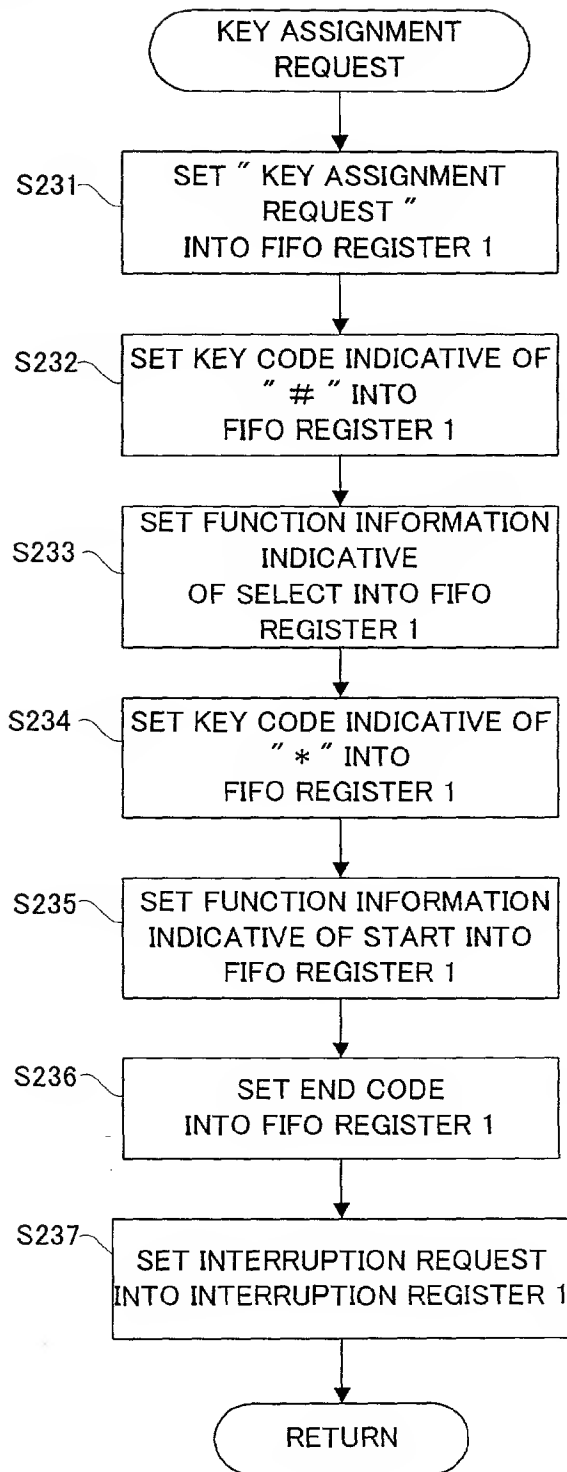 KEY ASSIGNMENT
REQUEST
S231
SET " KEY ASSIGNMENT
REQUEST "
INTO FIFO REGISTER 1
S232
SET KEY CODE INDICATIVE OF
" # " INTO
FIFO REGISTER 1
S233
SET FUNCTION INFORMATION
INDICATIVE
OF SELECT INTO FIFO
REGISTER 1
S234
SET KEY CODE INDICATIVE OF
" * " INTO
FIFO REGISTER 1
S235
SET FUNCTION INFORMATION
INDICATIVE OF START INTO
FIFO REGISTER 1
S236
SET END CODE
INTO FIFO REGISTER 1
S237
SET INTERRUPTION REQUEST
INTO INTERRUPTION REGISTER 1
RETURN